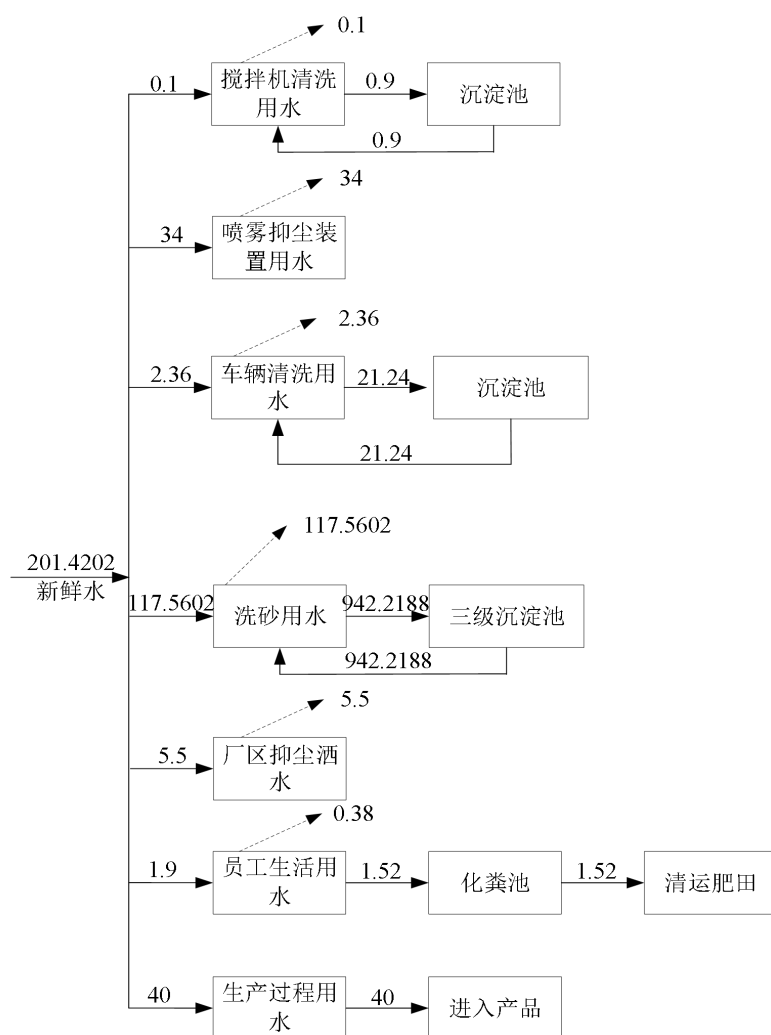 0.1
0.1
搅拌机清洗
用水
0.9
沉淀池
0.9
34
34
喷雾抑尘装
置用水
2.36
2.36
车辆清洗用
水
21.24
沉淀池
21.24
117.5602
201.4202
新鲜水
117.5602
洗砂用水
942.2188
三级沉淀池
942.2188
5.5
5.5
厂区抑尘洒
水
0.38
1.9
员工生活用
水
1.52
化粪池
1.52
清运肥田
40
生产过程用
水
40
进入产品